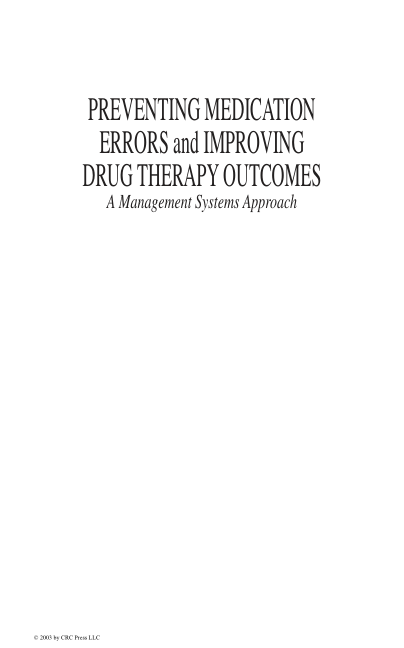 PREVENTING MEDICATION
ERRORS and IMPROVING
DRUG THERAPY OUTCOMES
A Management Systems Approach
© 2003 by CRC Press LLC